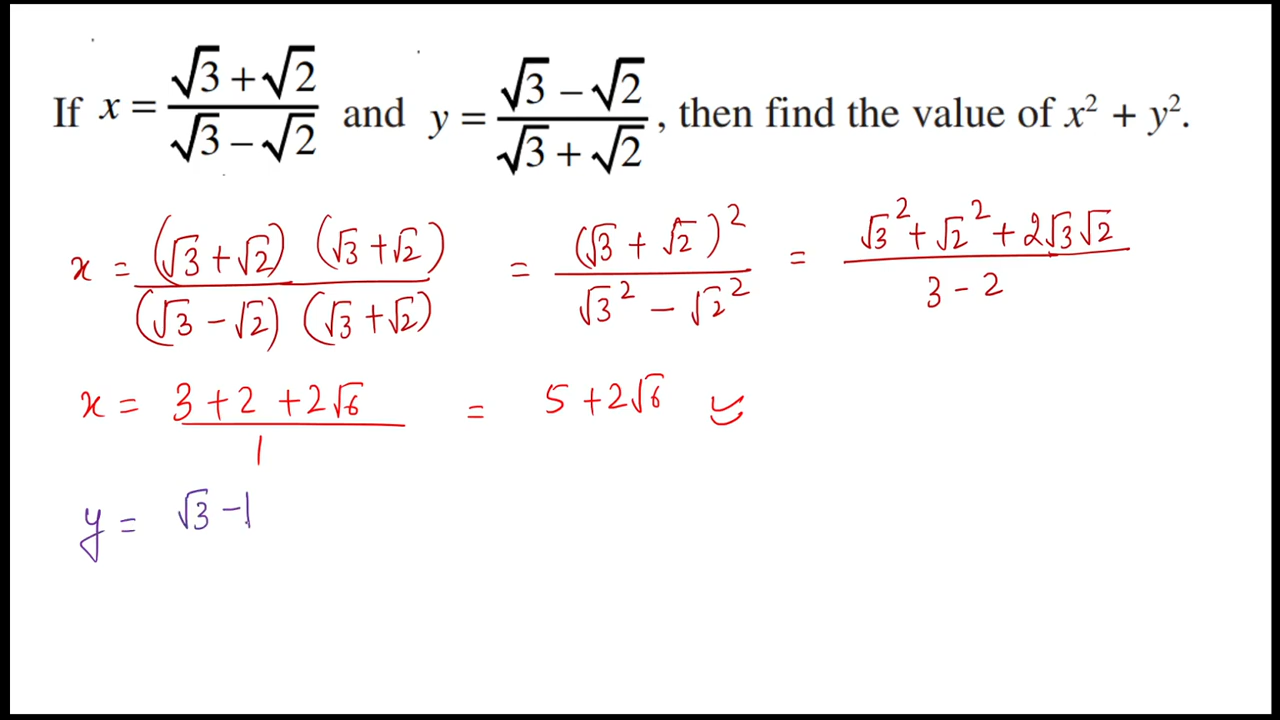 If x = (√3 + √2)/(√3 − √2) and y = (√3 − √2)/(√3 + √2), then find the value of x² + y².
x = (√3 + √2) (√3 + √2)/(√3 − √2) (√3 + √2) = (√3 + √2)²/√3² − √2² = √3² + √2² + 2√3√2/3 − 2
x = 3 + 2 + 2√6/1 = 5 + 2√6
y = √3 − 1